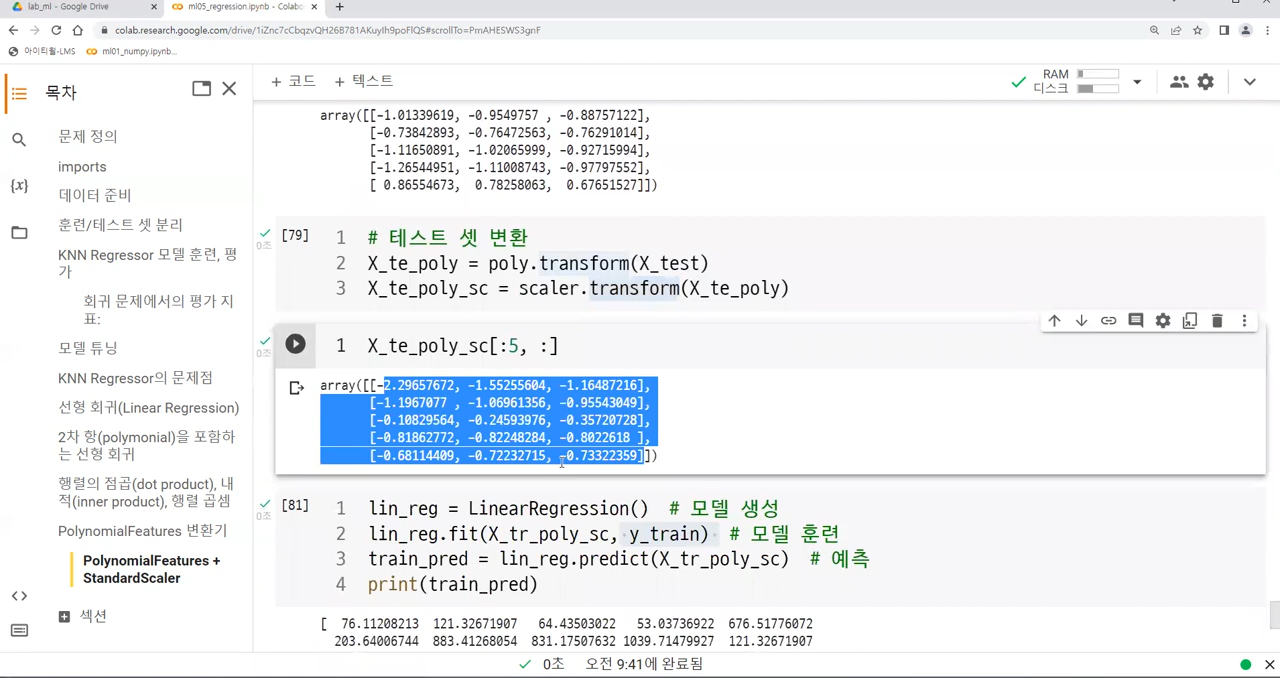 lab_ml - Google Drive
ml05_regression.ipynb - Colabo
colab.research.google.com/drive/1iZnc7cCbqzvQH26B781AKuyIh9poFlQS#scrollTo=PmAHESWS3gnF
아이티윌-LMS
ml01_numpy.ipynb...
목차
문제 정의
imports
데이터 준비
훈련/테스트 셋 분리
KNN Regressor 모델 훈련, 평
가
회귀 문제에서의 평가 지
표:
모델 튜닝
KNN Regressor의 문제점
선형 회귀(Linear Regression)
2차 항(polymonial)을 포함하
는 선형 회귀
행렬의 점곱(dot product), 내
적(inner product), 행렬 곱셈
PolynomialFeatures 변환기
PolynomialFeatures +
StandardScaler
섹션
+ 코드 + 텍스트
RAM
디스크
array([[-1.01339619, -0.9549757 , -0.88757122],
[-0.73842893, -0.76472563, -0.76291014],
[-1.11650891, -1.02065999, -0.92715994],
[-1.26544951, -1.11008743, -0.97797552],
[ 0.86554673, 0.78258063, 0.67651527]])
[79] 1 # 테스트 셋 변환
0초 2 X_te_poly = poly.transform(X_test)
3 X_te_poly_sc = scaler.transform(X_te_poly)
0초 1 X_te_poly_sc[:5, :]
array([[-2.29657672, -1.55255604, -1.16487216],
[-1.1967077 , -1.06961356, -0.95543049],
[-0.10829564, -0.24593976, -0.35720728],
[-0.81862772, -0.82248284, -0.8022618 ],
[-0.68114409, -0.72232715, -0.73322359]])
[81] 1 lin_reg = LinearRegression() # 모델 생성
0초 2 lin_reg.fit(X_tr_poly_sc, y_train) # 모델 훈련
3 train_pred = lin_reg.predict(X_tr_poly_sc) # 예측
4 print(train_pred)
[ 76.11208213 121.32671907 64.43503022 53.03736922 676.51776072
203.64006744 883.41268054 831.17507632 1039.71479927 121.32671907
0초 오전 9:41에 완료됨